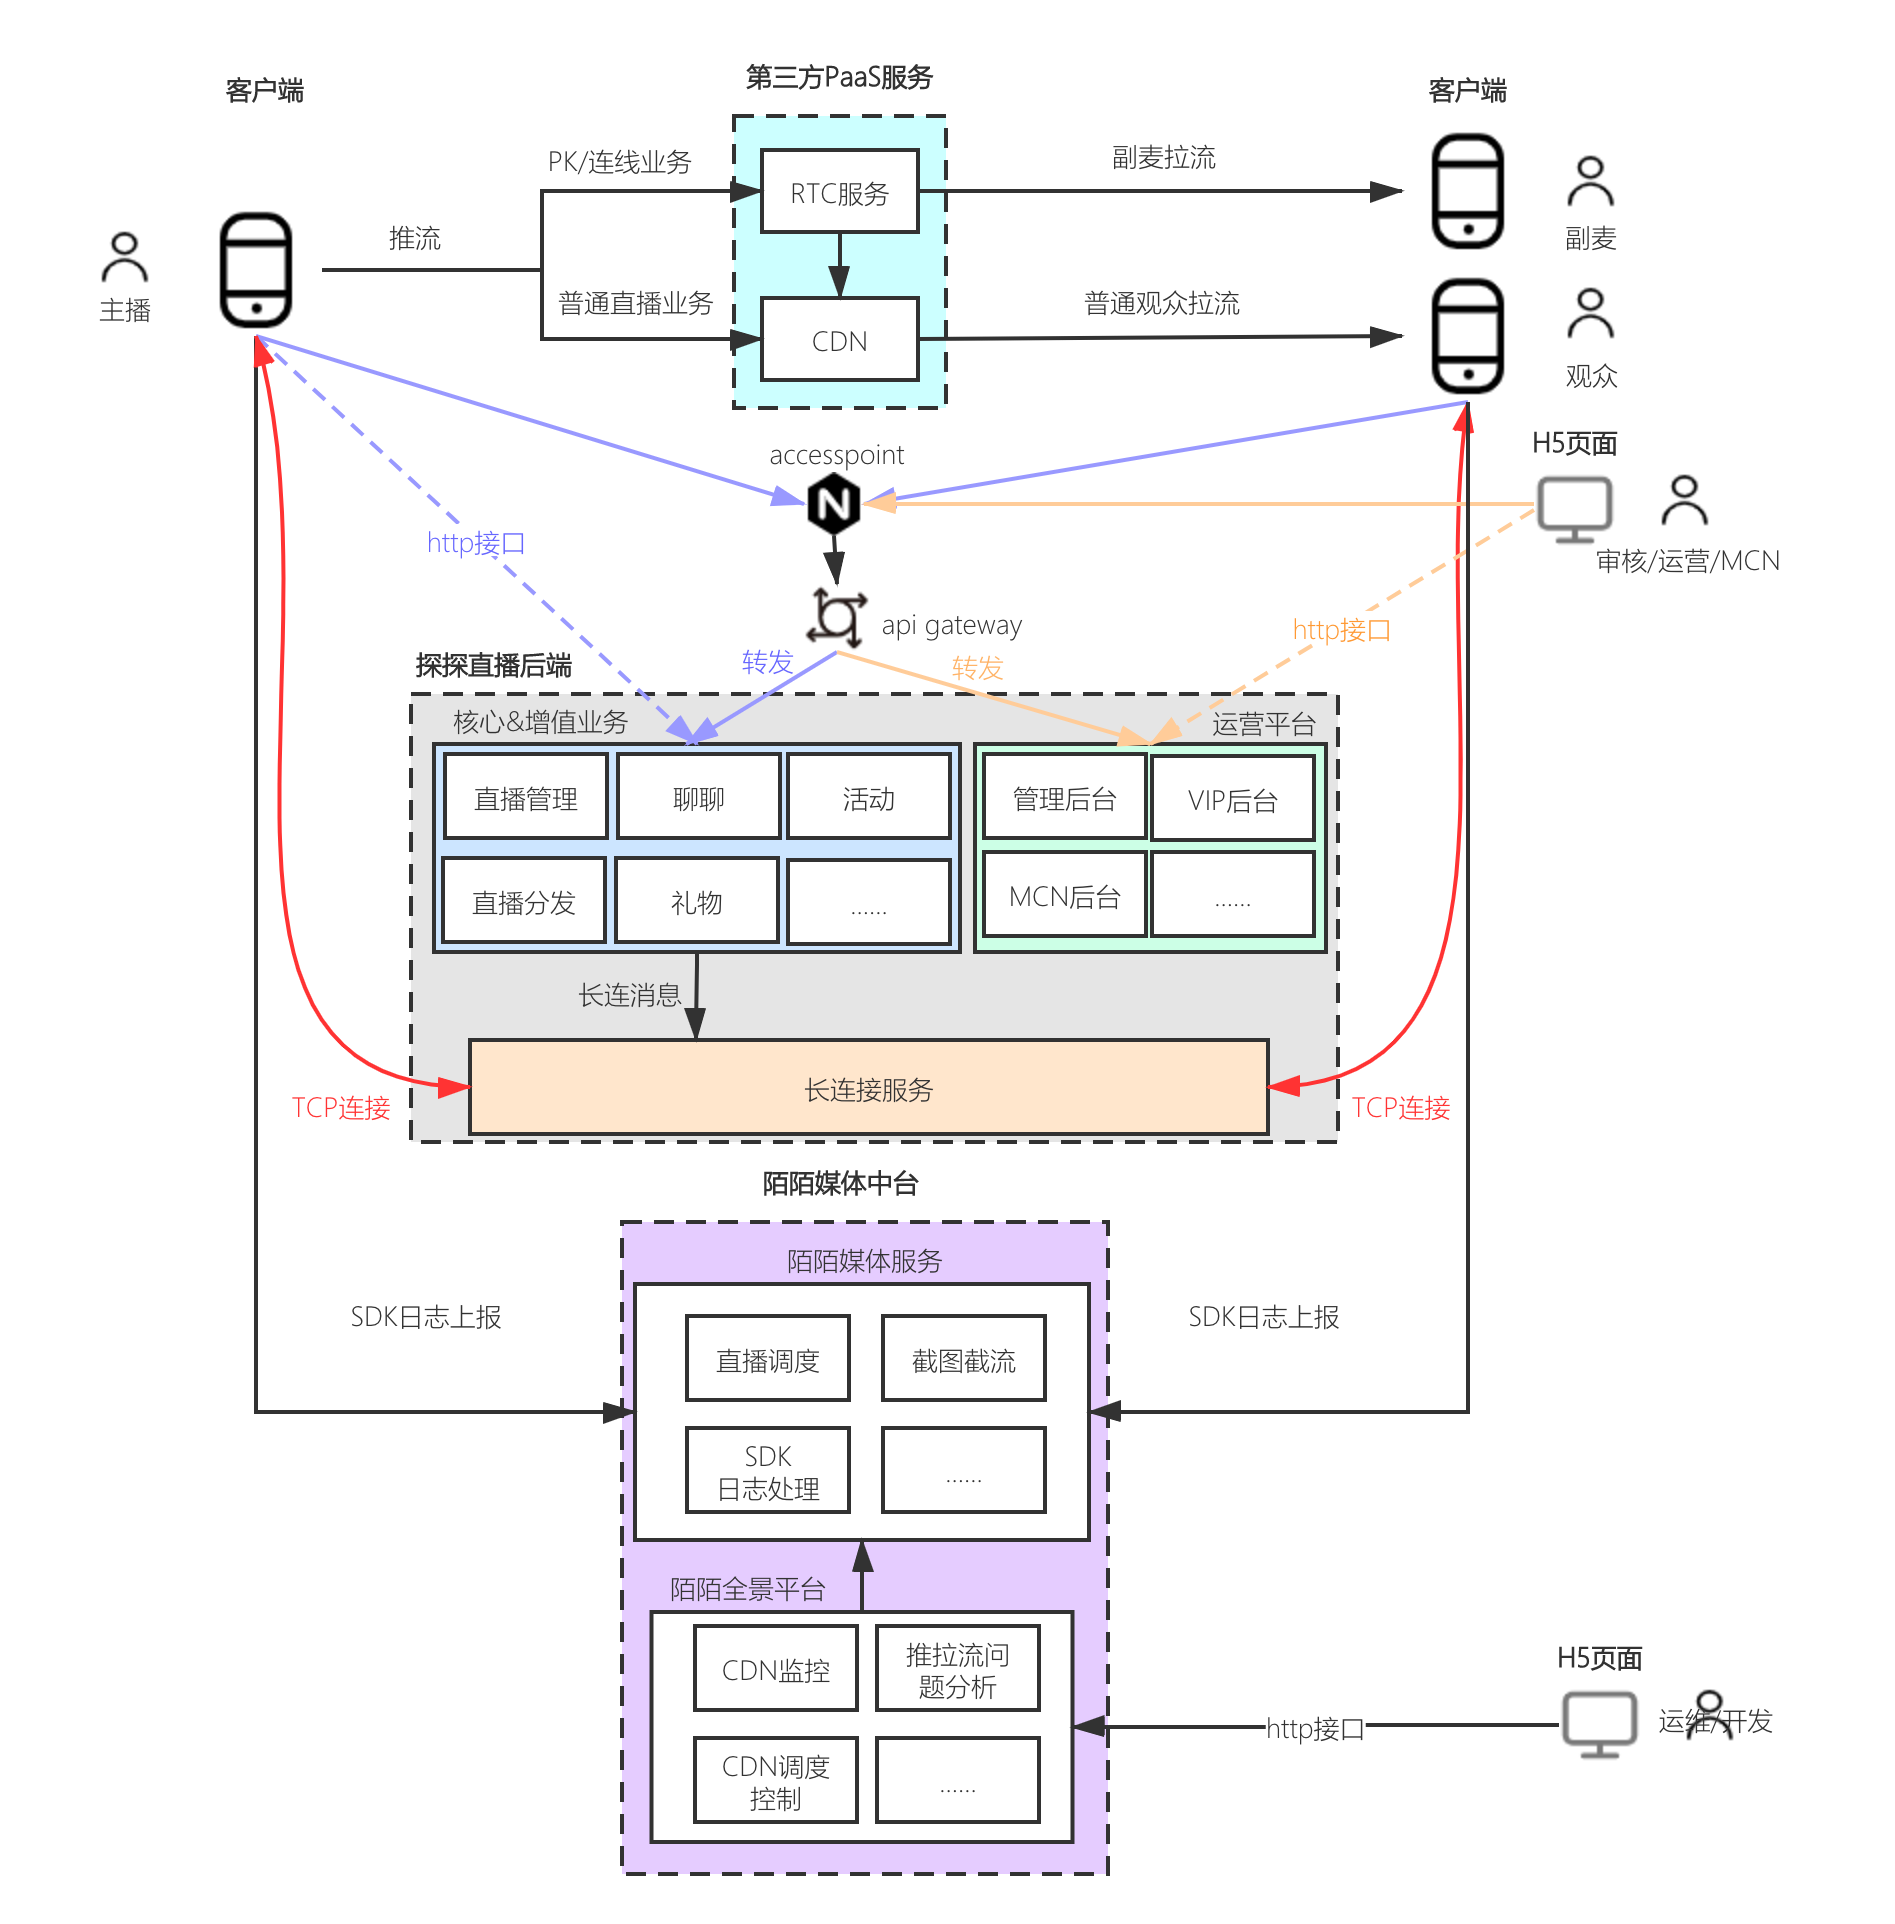 第三方PaaS服务
客户端
客户端
PK/连线业务
副麦拉流
RTC服务
推流
副麦
主播
普通直播业务
普通观众拉流
CDN
观众
accesspoint
H5页面
http接口
审核/运营/MCN
api gateway
http接口
探探直播后端
转发
转发
核心&增值业务
运营平台
直播管理
聊聊
活动
管理后台
VIP后台
直播分发
礼物
......
MCN后台
......
长连消息
长连接服务
TCP连接
TCP连接
陌陌媒体中台
陌陌媒体服务
SDK日志上报
SDK日志上报
直播调度
截图截流
SDK
日志处理
......
陌陌全景平台
CDN监控
推拉流问
题分析
H5页面
http接口
运维/开发
CDN调度
控制
......